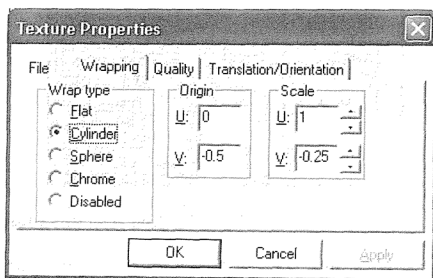 Texture Properties
File Wrapping Quality Translation/Orientation
Wrap type
Flat
Cylinder
Sphere
Chrome
Disabled
Origin
U: 0
V: -0.5
Scale
U: 1
V: -0.25
OK Cancel Apply